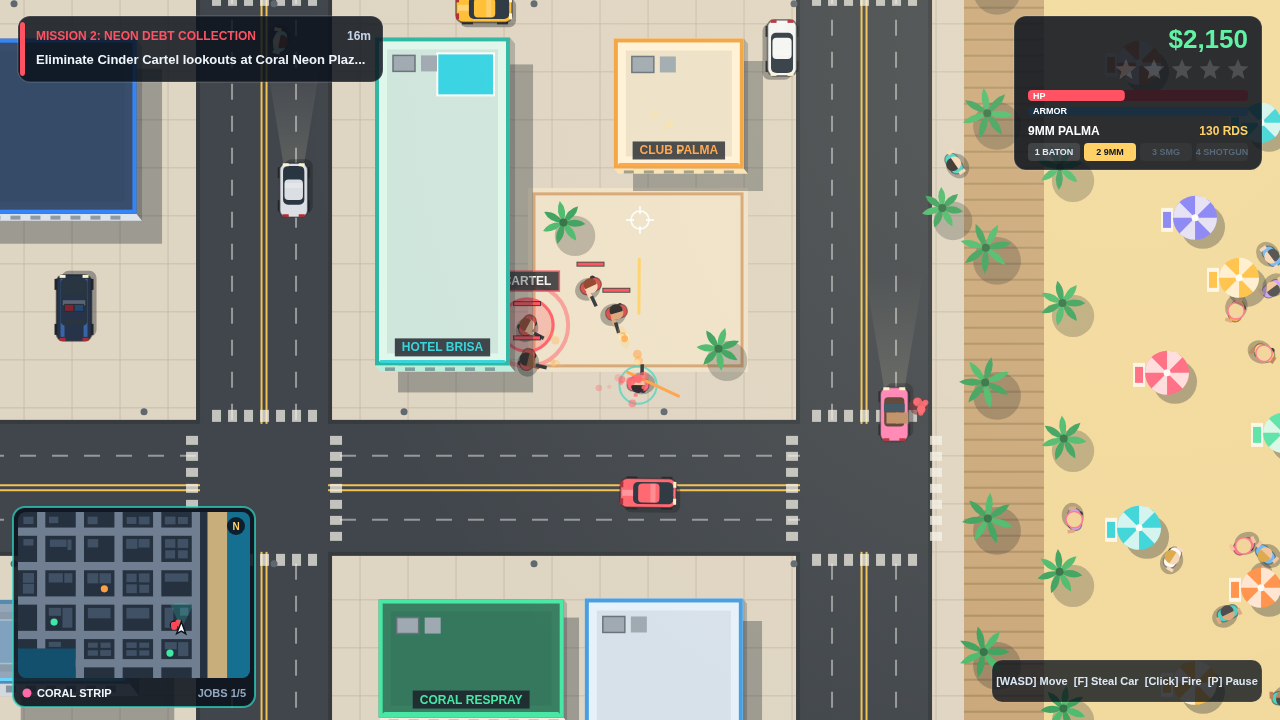 MISSION 2: NEON DEBT COLLECTION 16m
Eliminate Cinder Cartel lookouts at Coral Neon Plaz...
$2,150
HP
ARMOR
9MM PALMA 130 RDS
1 BATON 2 9MM 3 SMG 4 SHOTGUN
CLUB PALMA
CARTEL
HOTEL BRISA
CORAL RESPRAY
N
CORAL STRIP JOBS 1/5
[WASD] Move [F] Steal Car [Click] Fire [P] Pause